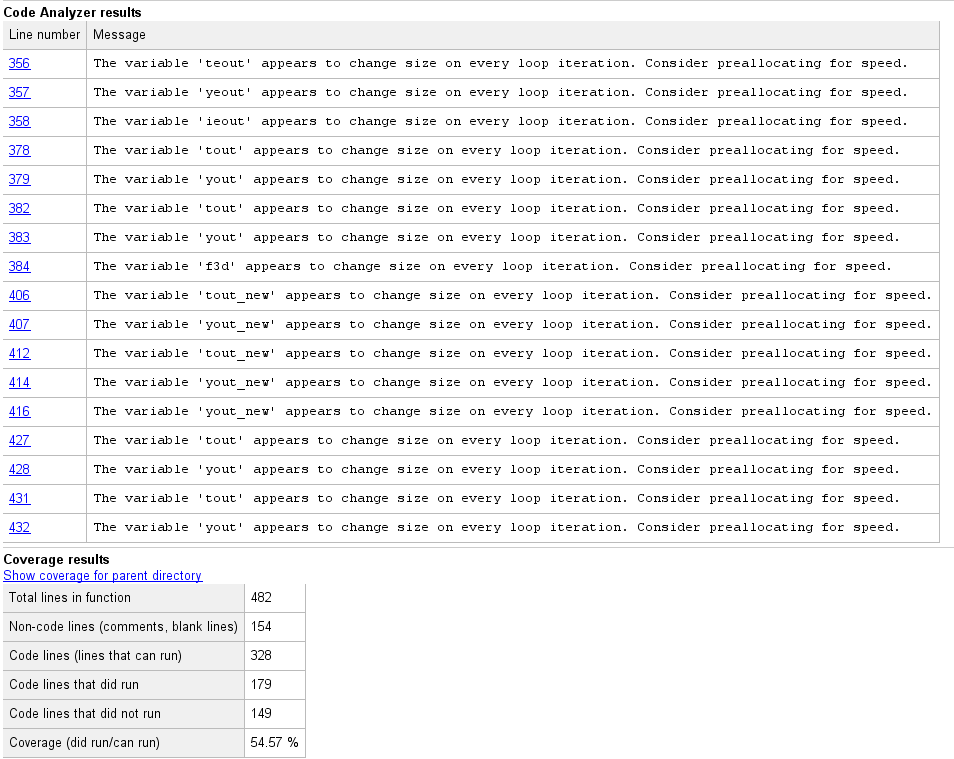 Code Analyzer results
Line number Message
356 The variable 'teout' appears to change size on every loop iteration. Consider preallocating for speed.
357 The variable 'yeout' appears to change size on every loop iteration. Consider preallocating for speed.
358 The variable 'ieout' appears to change size on every loop iteration. Consider preallocating for speed.
378 The variable 'tout' appears to change size on every loop iteration. Consider preallocating for speed.
379 The variable 'yout' appears to change size on every loop iteration. Consider preallocating for speed.
382 The variable 'tout' appears to change size on every loop iteration. Consider preallocating for speed.
383 The variable 'yout' appears to change size on every loop iteration. Consider preallocating for speed.
384 The variable 'f3d' appears to change size on every loop iteration. Consider preallocating for speed.
406 The variable 'tout_new' appears to change size on every loop iteration. Consider preallocating for speed.
407 The variable 'yout_new' appears to change size on every loop iteration. Consider preallocating for speed.
412 The variable 'tout_new' appears to change size on every loop iteration. Consider preallocating for speed.
414 The variable 'yout_new' appears to change size on every loop iteration. Consider preallocating for speed.
416 The variable 'yout_new' appears to change size on every loop iteration. Consider preallocating for speed.
427 The variable 'tout' appears to change size on every loop iteration. Consider preallocating for speed.
428 The variable 'yout' appears to change size on every loop iteration. Consider preallocating for speed.
431 The variable 'tout' appears to change size on every loop iteration. Consider preallocating for speed.
432 The variable 'yout' appears to change size on every loop iteration. Consider preallocating for speed.
Coverage results
Show coverage for parent directory
Total lines in function 482
Non-code lines (comments, blank lines) 154
Code lines (lines that can run) 328
Code lines that did run 179
Code lines that did not run 149
Coverage (did run/can run) 54.57 %